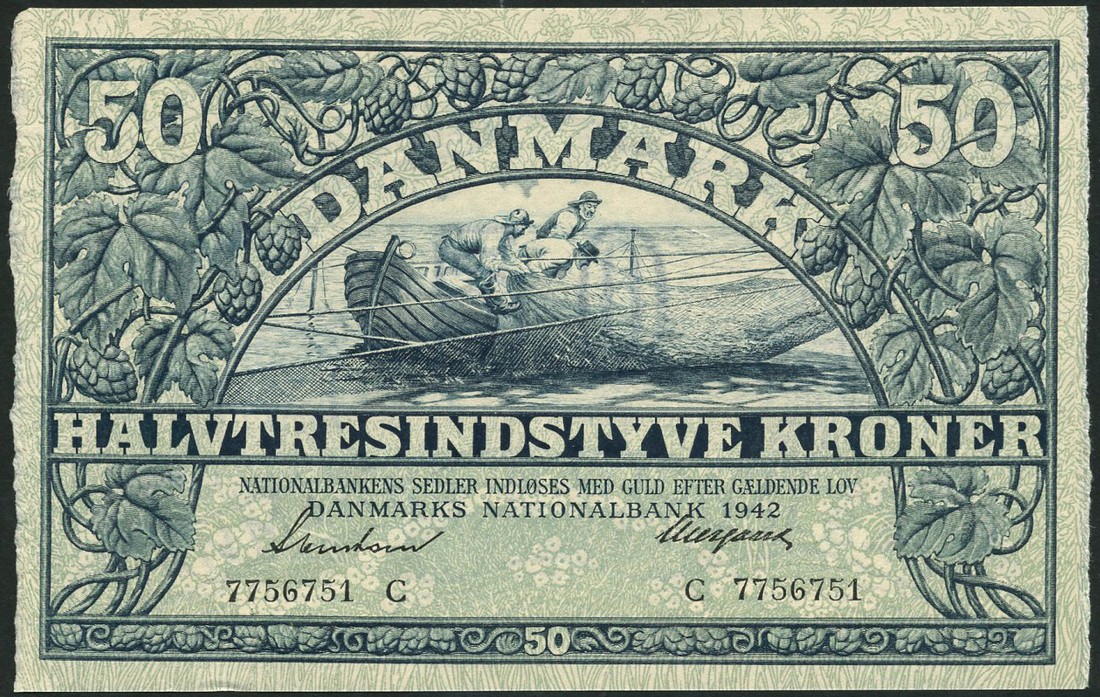 50 50
DANMARK
HALVTRESINDSTYVE KRONER
NATIONALBANKENS SEDLER INDLØSES MED GULD EFTER GÆLDENDE LOV
DANMARKS NATIONALBANK 1942
7756751 C C 7756751
50